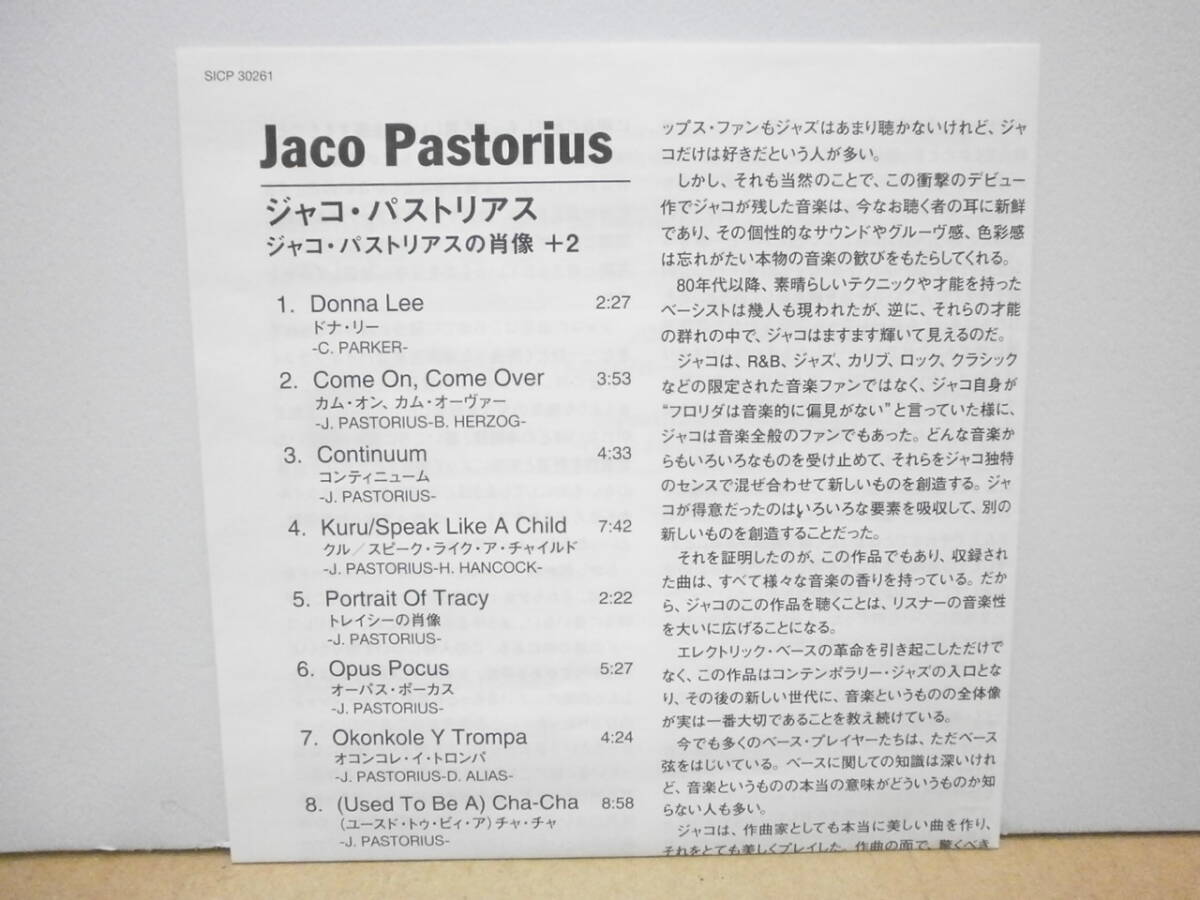 SICP 30261
Jaco Pastorius
ジャコ・パストリアス
ジャコ・パストリアスの肖像 +2
1. Donna Lee 2:27
ドナ・リー
-C. PARKER-
2. Come On, Come Over 3:53
カム・オン、カム・オーヴァー
-J. PASTORIUS-B. HERZOG-
3. Continuum 4:33
コンティニューム
-J. PASTORIUS-
4. Kuru/Speak Like A Child 7:42
クル／スピーク・ライク・ア・チャイルド
-J. PASTORIUS-H. HANCOCK-
5. Portrait Of Tracy 2:22
トレイシーの肖像
-J. PASTORIUS-
6. Opus Pocus 5:27
オーパス・ポーカス
-J. PASTORIUS-
7. Okonkole Y Trompa 4:24
オコンコレ・イ・トロンパ
-J. PASTORIUS-D. ALIAS-
8. (Used To Be A) Cha-Cha 8:58
(ユースド・トゥ・ビィ・ア) チャ・チャ
-J. PASTORIUS-
ップス・ファンもジャズはあまり聴かないけれど、ジャ
コだけは好きだという人が多い。
しかし、それも当然のことで、この衝撃のデビュー
作でジャコが残した音楽は、今なお聴く者の耳に新鮮
であり、その個性的なサウンドやグルーヴ感、色彩感
は忘れがたい本物の音楽の歓びをもたらしてくれる。
80年代以降、素晴らしいテクニックや才能を持った
ベーシストは幾人も現われたが、逆に、それらの才能
の群れの中で、ジャコはますます輝いて見えるのだ。
ジャコは、R&B、ジャズ、カリブ、ロック、クラシック
などの限定された音楽ファンではなく、ジャコ自身が
“フロリダは音楽的に偏見がない”と言っていた様に、
ジャコは音楽全般のファンでもあった。どんな音楽か
らもいろいろなものを受け止めて、それらをジャコ独特
のセンスで混ぜ合わせて新しいものを創造する。ジャ
コが得意だったのはいろいろな要素を吸収して、別の
新しいものを創造することだった。
それを証明したのが、この作品でもあり、収録され
た曲は、すべて様々な音楽の香りを持っている。だか
ら、ジャコのこの作品を聴くことは、リスナーの音楽性
を大いに広げることになる。
エレクトリック・ベースの革命を引き起こしただけで
なく、この作品はコンテンポラリー・ジャズの入口とな
り、その後の新しい世代に、音楽というものの全体像
が実は一番大切であることを教え続けている。
今でも多くのベース・プレイヤーたちは、ただベース
弦をはじいている。ベースに関しての知識は深いけれ
ど、音楽というものの本当の意味がどういうものか知
らない人も多い。
ジャコは、作曲家としても本当に美しい曲を作り、
それをとても美しくプレイした。作曲の面で、驚くべき